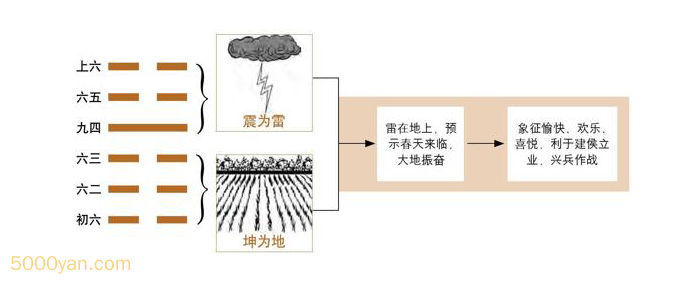 上六
六五
九四
六三
六二
初六
震为雷
坤为地
雷在地上，预
示春天来临，
大地振奋
象征愉快、欢乐、
喜悦，利于建侯立
业，兴兵作战
5000yan.com